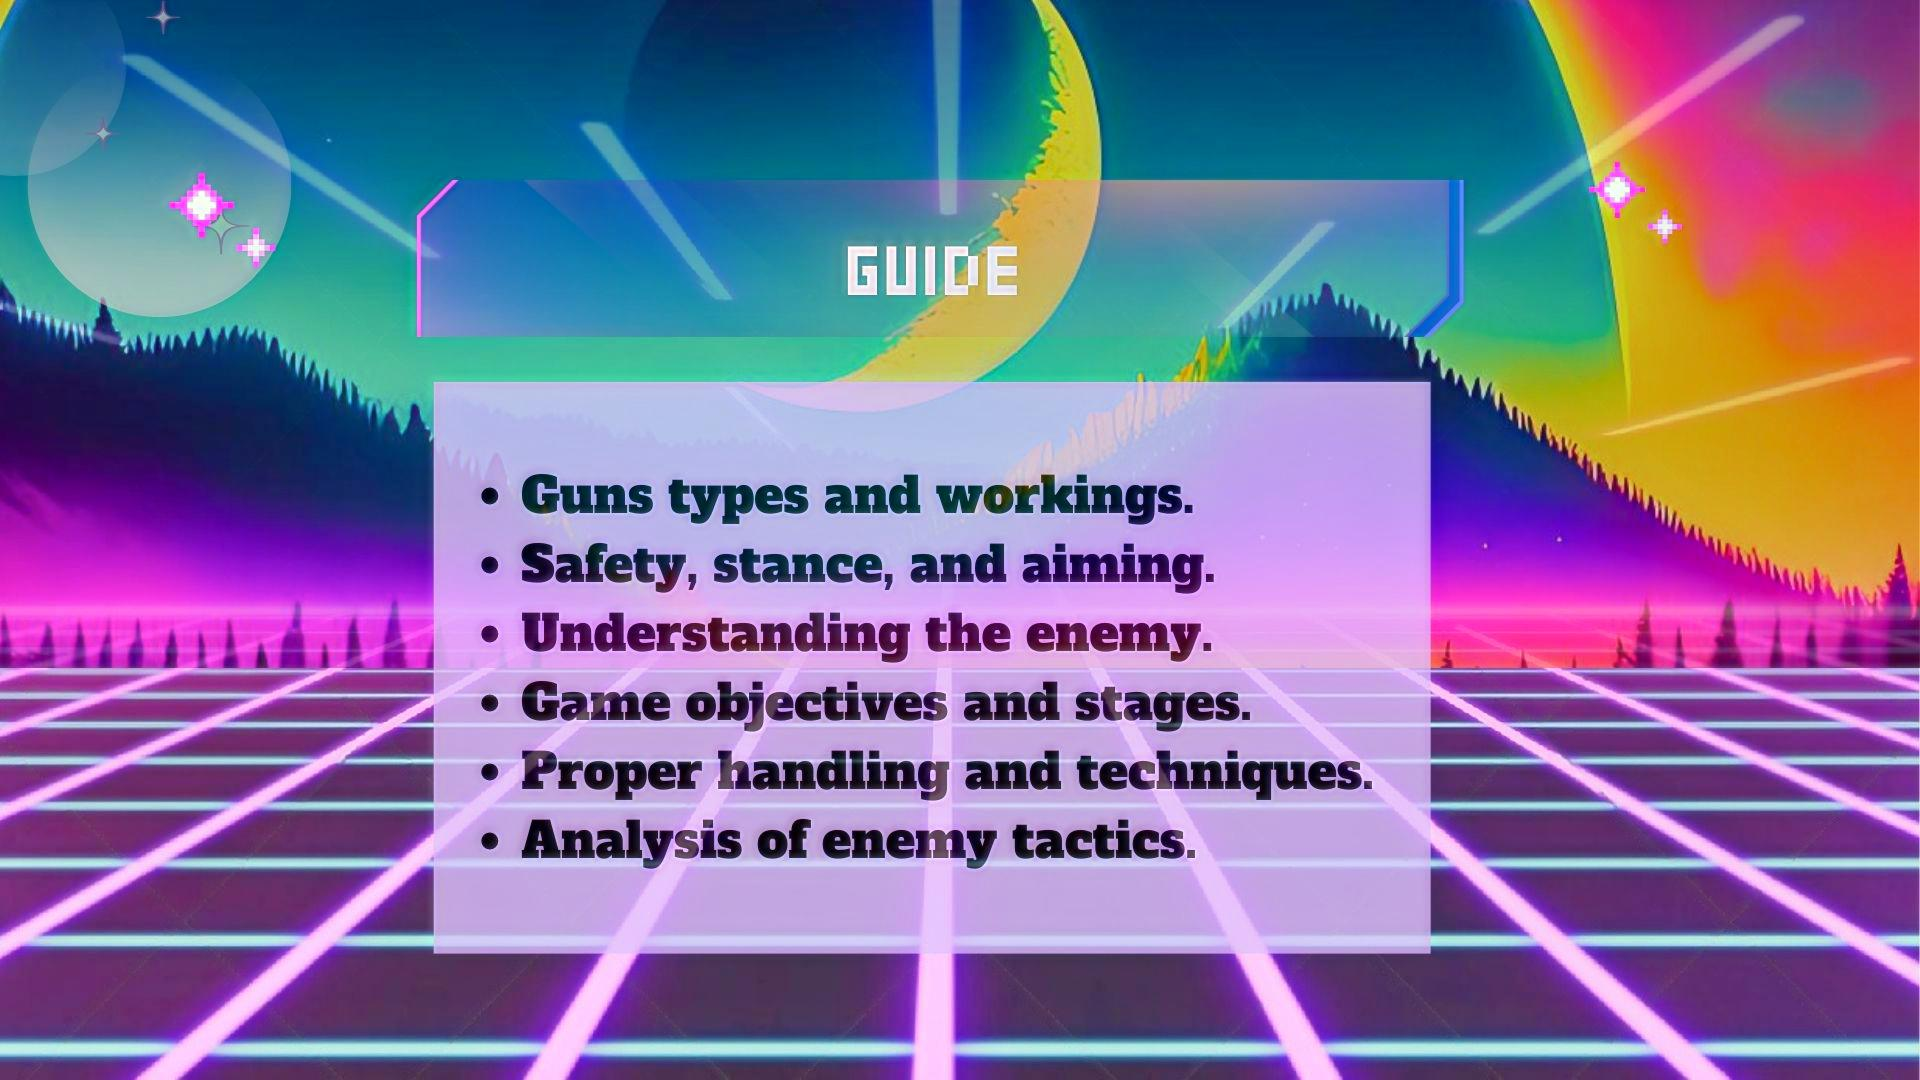 GUIDE
• Guns types and workings.
• Safety, stance, and aiming.
• Understanding the enemy.
• Game objectives and stages.
• Proper handling and techniques.
• Analysis of enemy tactics.